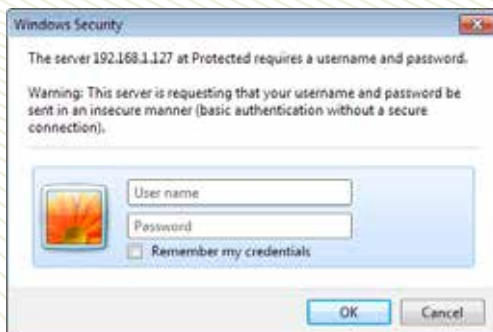 Windows Security
The server 192.168.1.127 at Protected requires a username and password.
Warning: This server is requesting that your username and password be
sent in an insecure manner (basic authentication without a secure
connection).
User name
Password
Remember my credentials
OK
Cancel